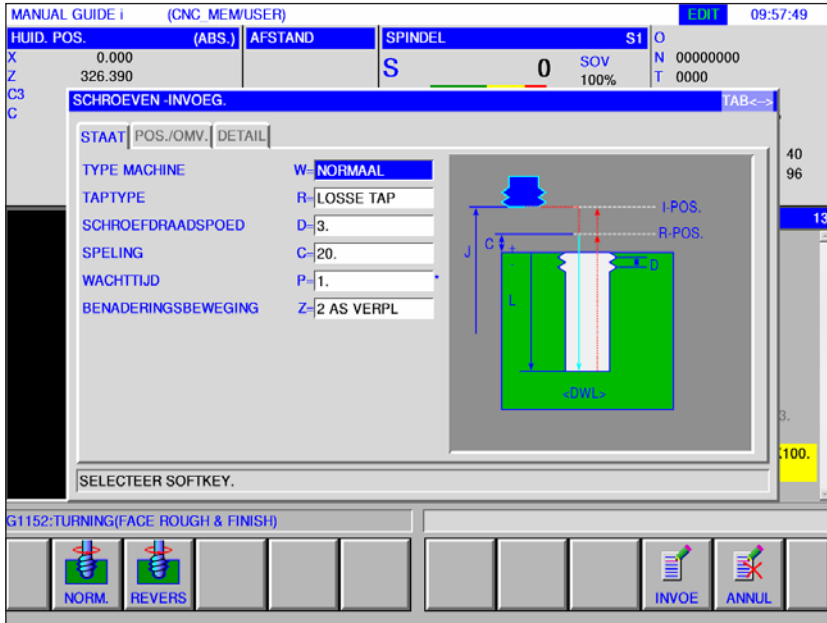 MANUAL GUIDE i (CNC_MEM/USER) EDIT 09:57:49
HUID. POS. (ABS.) AFSTAND SPINDEL S1 O
X 0.000 S 0 SOV 100% N 00000000
Z 326.390 T 0000
C3
C
SCHROEVEN -INVOEG. TAB<-->
STAAT POS./OMV. DETAIL
TYPE MACHINE W= NORMAAL
TAPTYPE R= LOSSE TAP
SCHROEFDRAADSPOED D= 3.
SPELING C= 20.
WACHTTIJD P= 1. *
BENADERINGSBEWEGING Z= 2 AS VERPL
I-POS.
R-POS.
J
C
+
-
D
L
<DWL>
40
96
13
3.
100.
SELECTEER SOFTKEY.
G1152:TURNING(FACE ROUGH & FINISH)
NORM. REVERS INVOE ANNUL